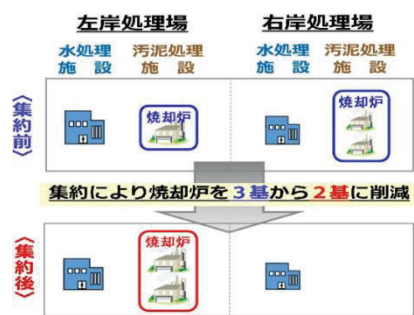 左岸処理場 右岸処理場
水処理 汚泥処理 水処理 汚泥処理
施設 施設 施設 施設
〈集約前〉
焼却炉 焼却炉
集約により焼却炉を3基から2基に削減
〈集約後〉
焼却炉